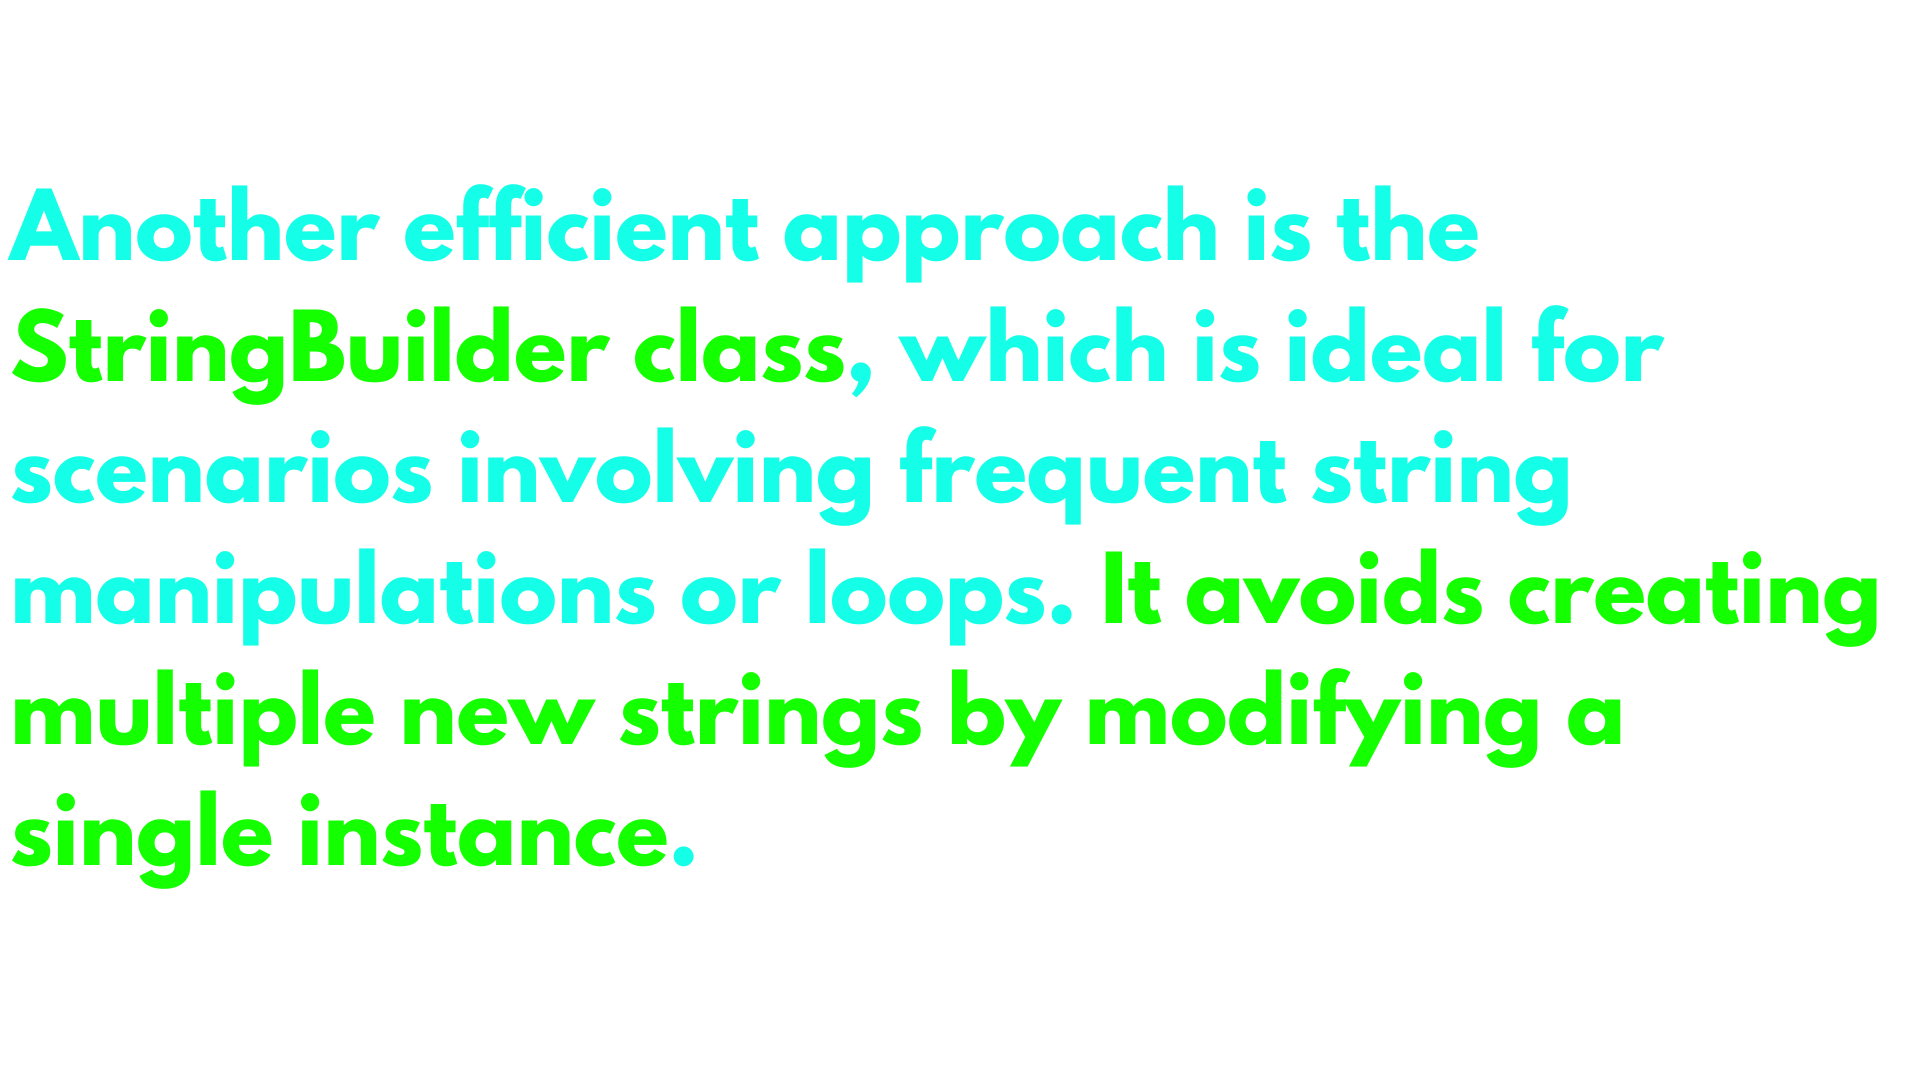 Another efficient approach is the
StringBuilder class, which is ideal for
scenarios involving frequent string
manipulations or loops. It avoids creating
multiple new strings by modifying a
single instance.